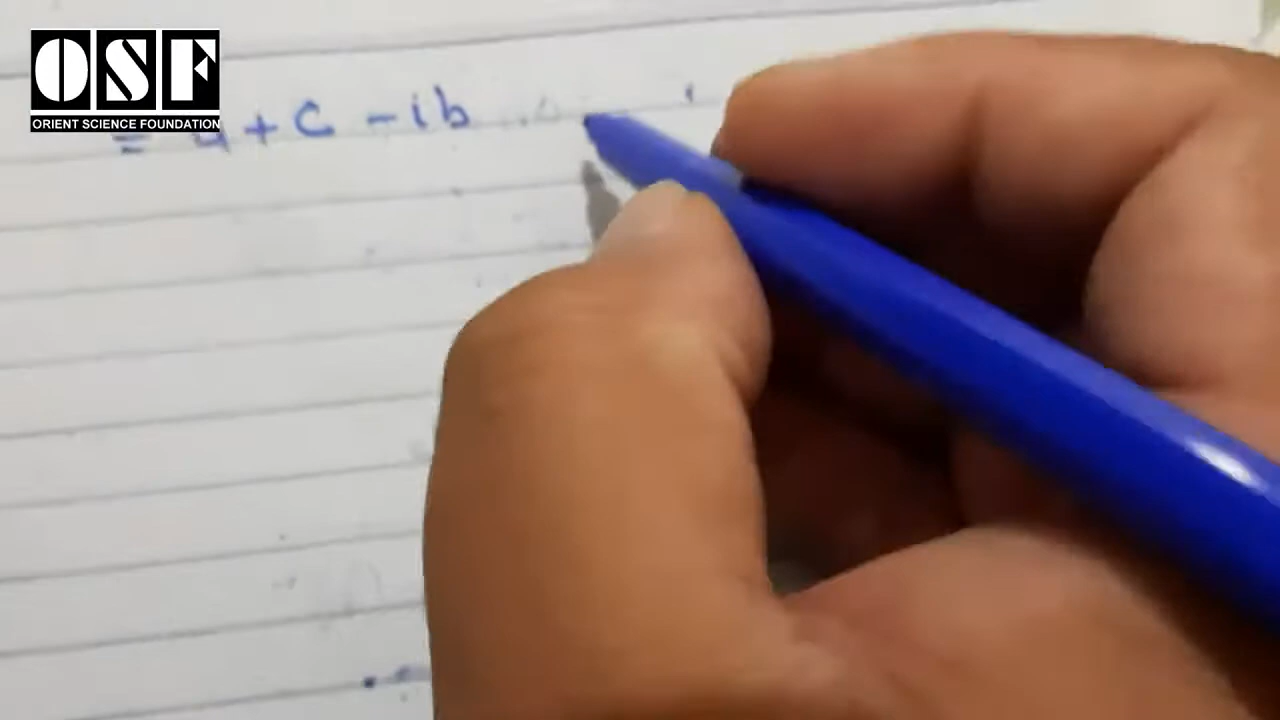 OSF
ORIENT SCIENCE FOUNDATION
= a + c - ib